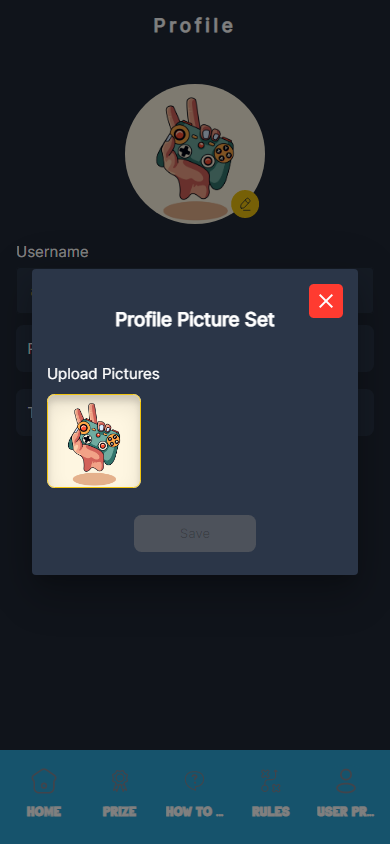 Profile
Username
Profile Picture Set
Upload Pictures
Save
HOME
PRIZE
HOW TO ...
RULES
USER PR...